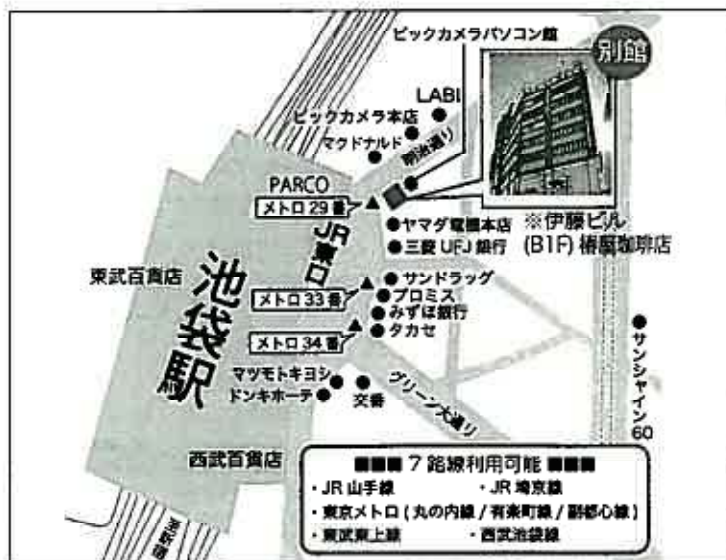 ビックカメラパソコン館
別館
LABI
ビックカメラ本店
マクドナルド
明治通り
PARCO
メトロ29番
JR東口
ヤマダ電機本店
三菱UFJ銀行
※伊藤ビル
(B1F) 椿屋珈琲店
東武百貨店
池袋駅
サンドラッグ
メトロ33番
プロミス
みずほ銀行
タカセ
メトロ34番
マツモトキヨシ
ドンキホーテ
交番
グリーン大通り
サンシャイン60
西武百貨店
■■■ 7路線利用可能 ■■■
・JR山手線 ・JR埼京線
・東京メトロ(丸の内線/有楽町線/副都心線)
・東武東上線 ・西武池袋線